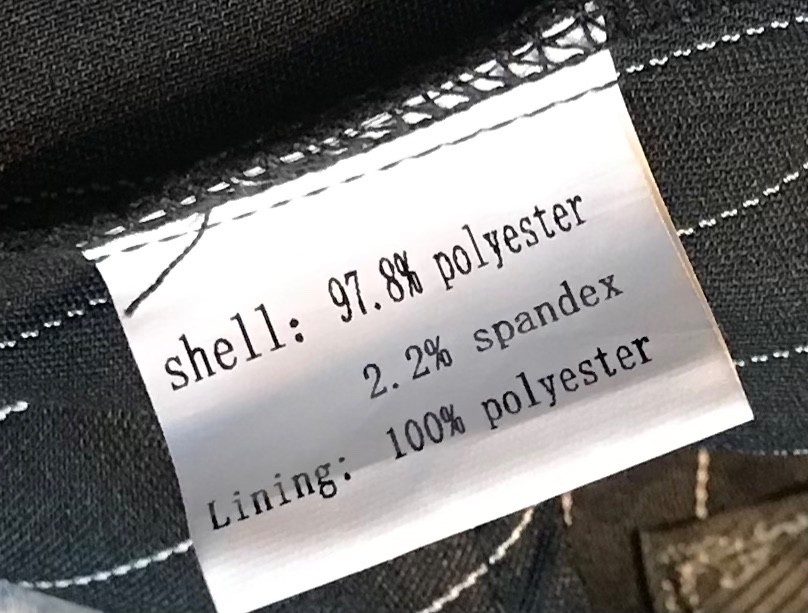 shell: 97.8% polyester
2.2% spandex
Lining: 100% polyester